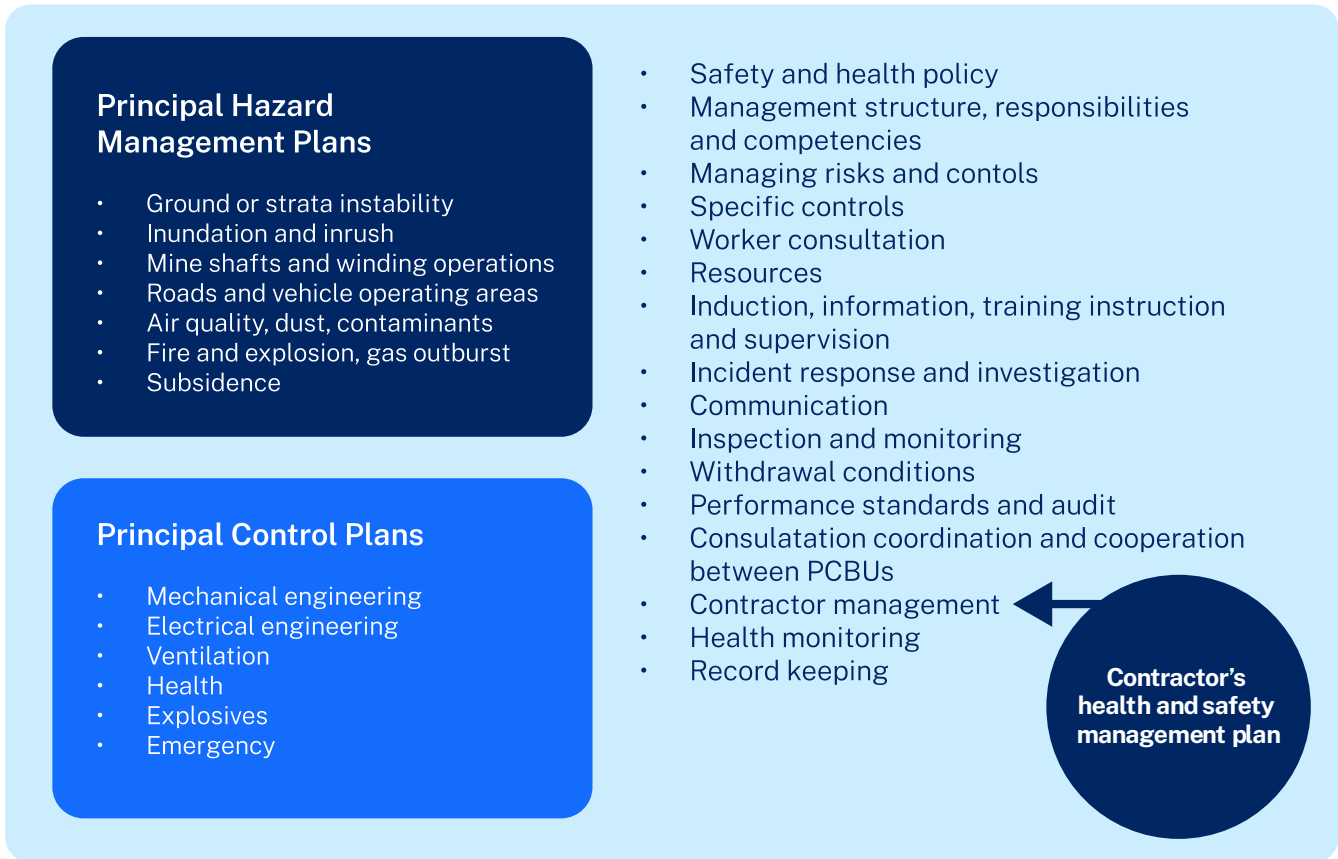 Principal Hazard
Management Plans
• Ground or strata instability
• Inundation and inrush
• Mine shafts and winding operations
• Roads and vehicle operating areas
• Air quality, dust, contaminants
• Fire and explosion, gas outburst
• Subsidence
Principal Control Plans
• Mechanical engineering
• Electrical engineering
• Ventilation
• Health
• Explosives
• Emergency
• Safety and health policy
• Management structure, responsibilities
and competencies
• Managing risks and contols
• Specific controls
• Worker consultation
• Resources
• Induction, information, training instruction
and supervision
• Incident response and investigation
• Communication
• Inspection and monitoring
• Withdrawal conditions
• Performance standards and audit
• Consulatation coordination and cooperation
between PCBUs
• Contractor management
• Health monitoring
• Record keeping
Contractor’s
health and safety
management plan